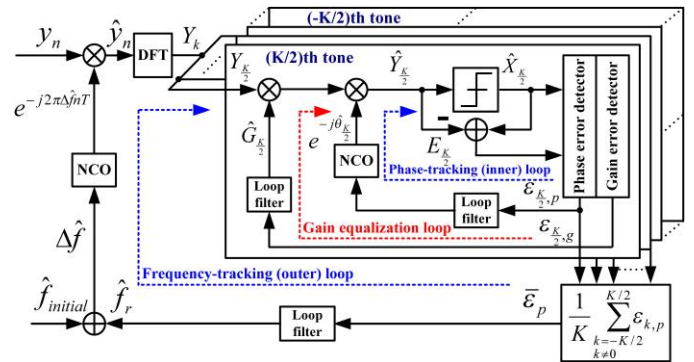 (-K/2)th tone
(K/2)th tone
y_n
ŷ_n
DFT
Y_k
Y_{K/2}
Ŷ_{K/2}
X̂_{K/2}
e^{-j2πΔf̂nT}
Ĝ_{K/2}
e^{-jθ̂_{K/2}}
-
E_{K/2}
Phase error detector
Gain error detector
NCO
NCO
Phase-tracking (inner) loop
Loop filter
Loop filter
ε_{K/2,p}
Gain equalization loop
ε_{K/2,g}
Δf̂
Frequency-tracking (outer) loop
f̂_{initial}
f̂_r
Loop filter
ε̄_p
\frac{1}{K} \sum_{k=-K/2, k≠0}^{K/2} ε_{k,p}